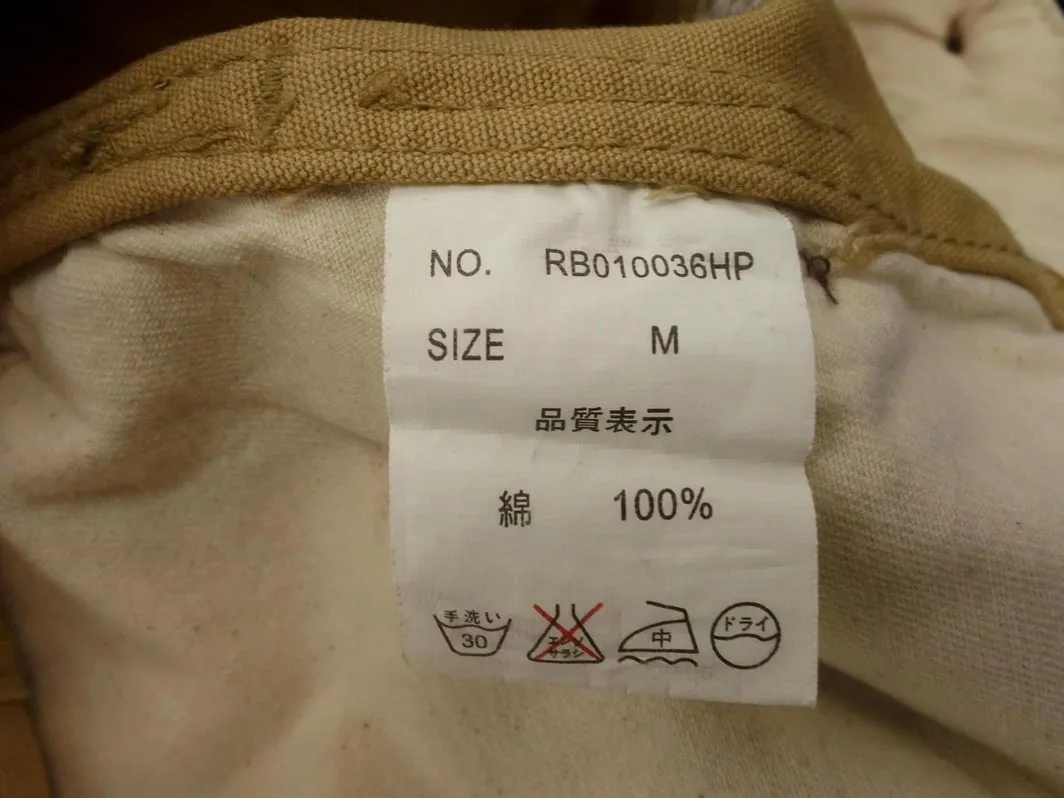 NO. RB010036HP
SIZE M
品質表示
綿 100%
手洗い
30
エンソ
サラシ
中
ドライ